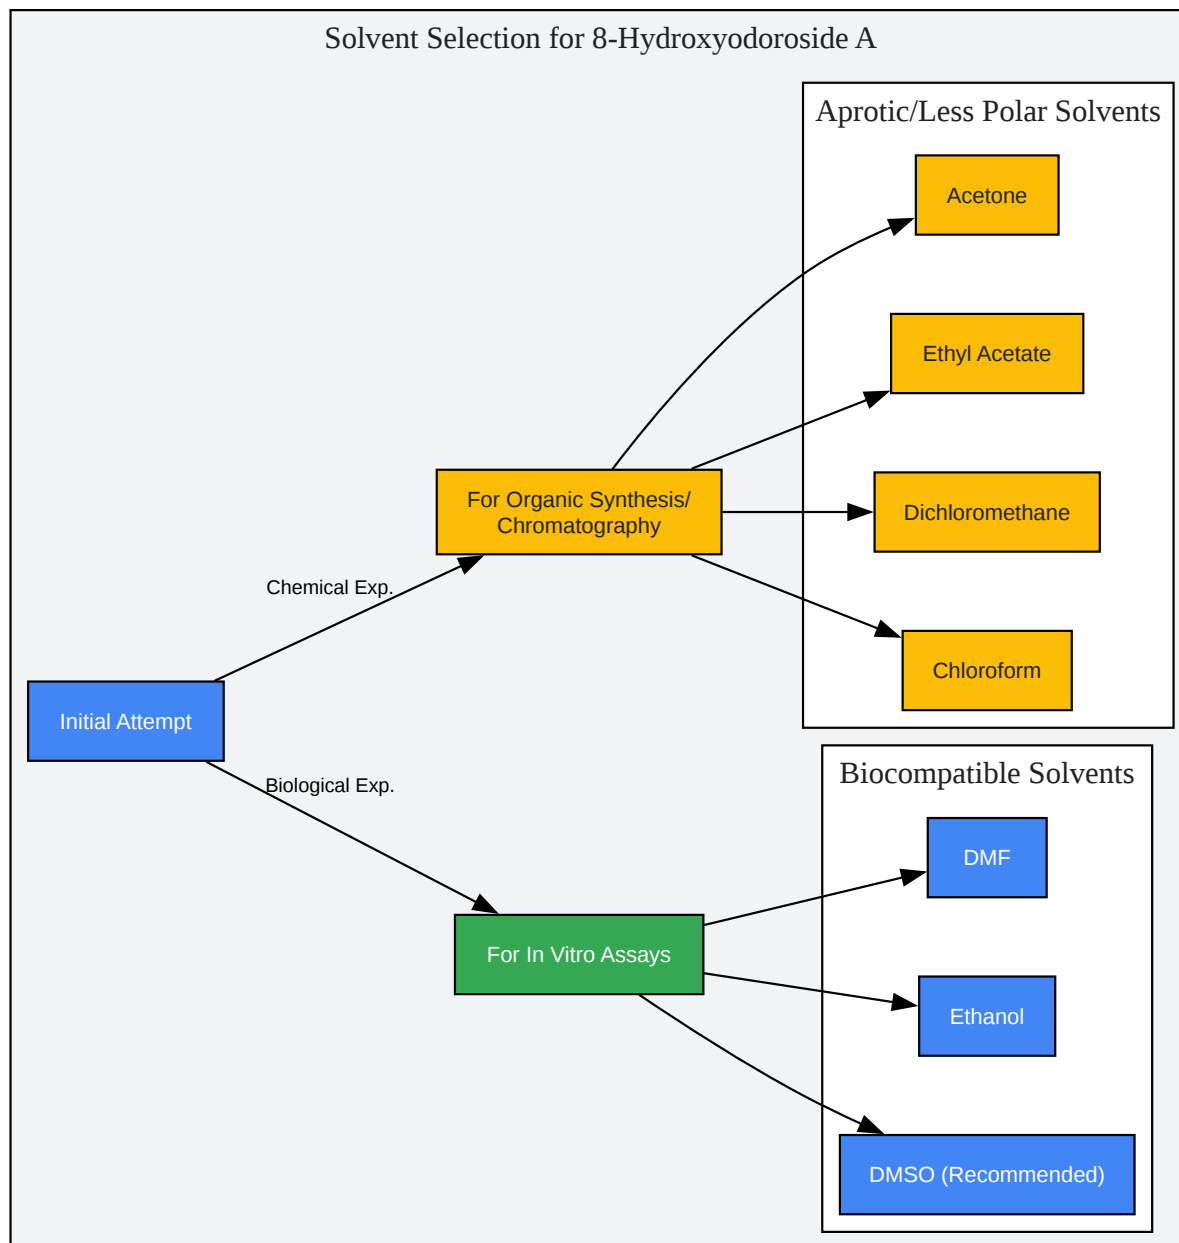 Solvent Selection for 8-Hydroxyodoroside A
Aprotic/Less Polar Solvents
Acetone
Ethyl Acetate
For Organic Synthesis/
Chromatography
Dichloromethane
Chemical Exp.
Chloroform
Initial Attempt
Biological Exp.
Biocompatible Solvents
DMF
For In Vitro Assays
Ethanol
DMSO (Recommended)